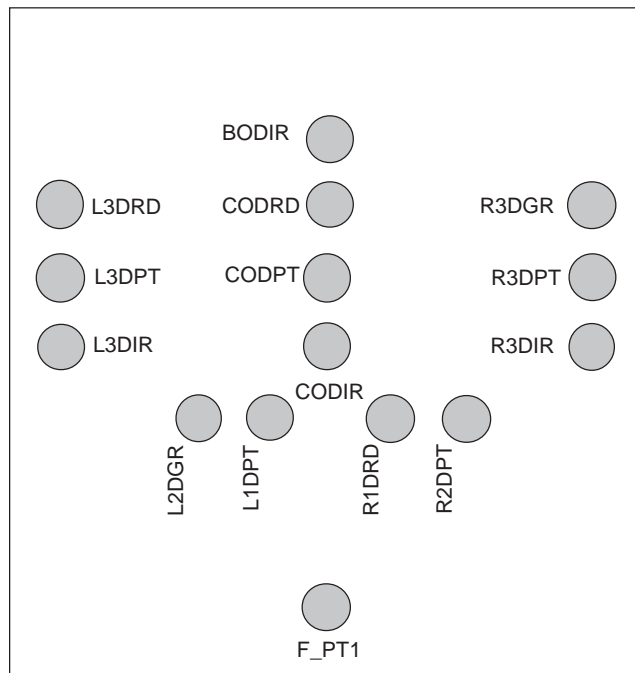 BODIR
L3DRD
CODRD
R3DGR
L3DPT
CODPT
R3DPT
L3DIR
R3DIR
CODIR
L2DGR
L1DPT
R1DRD
R2DPT
F_PT1